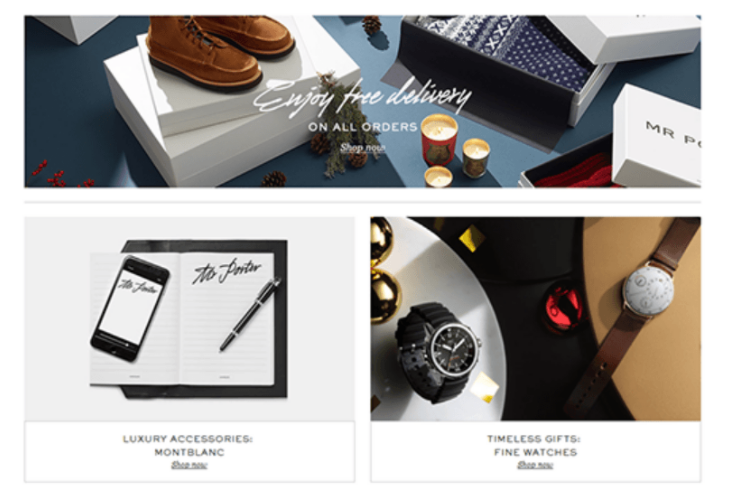 Enjoy free delivery
ON ALL ORDERS
Shop now
MR PO
Mr Porter
Mr Porter
LUXURY ACCESSORIES:
MONTBLANC
Shop now
TIMELESS GIFTS:
FINE WATCHES
Shop now